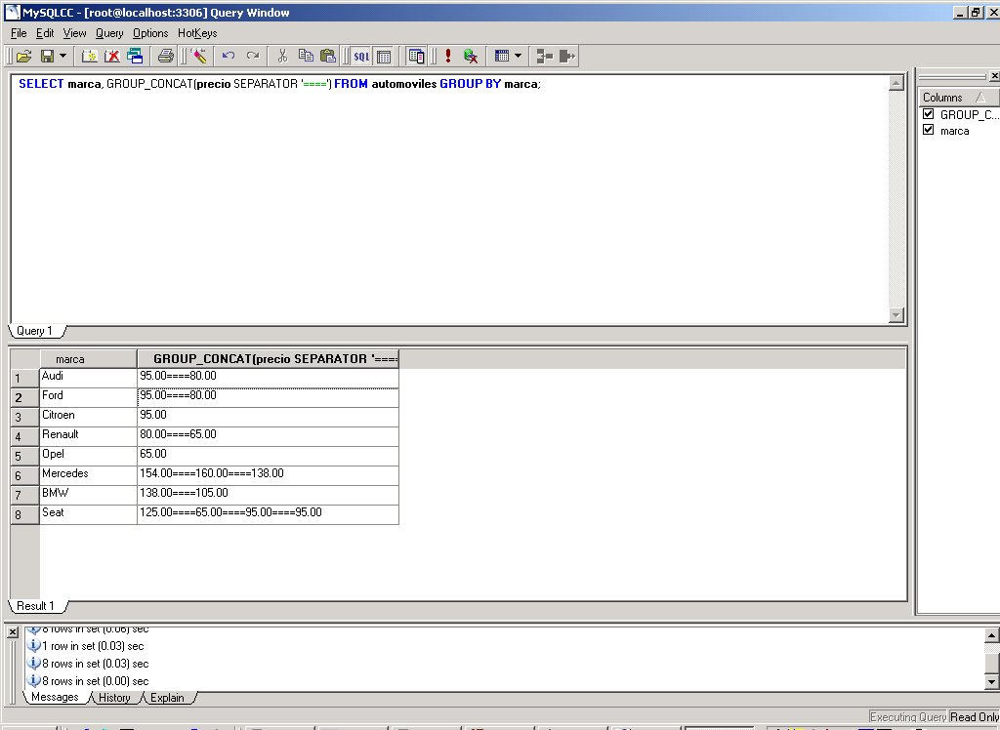 MySQLCC - [root@localhost:3306] Query Window
File Edit View Query Options HotKeys
SQL
SELECT marca, GROUP_CONCAT(precio SEPARATOR '====') FROM automoviles GROUP BY marca;
Columns
GROUP_C...
marca
Query 1
marca GROUP_CONCAT(precio SEPARATOR '====
1 Audi 95.00====80.00
2 Ford 95.00====80.00
3 Citroen 95.00
4 Renault 80.00====65.00
5 Opel 65.00
6 Mercedes 154.00====160.00====138.00
7 BMW 138.00====105.00
8 Seat 125.00====65.00====95.00====95.00
Result 1
8 rows in set (0.06) sec
1 row in set (0.03) sec
8 rows in set (0.03) sec
8 rows in set (0.00) sec
Messages History Explain
Executing Query Read Only